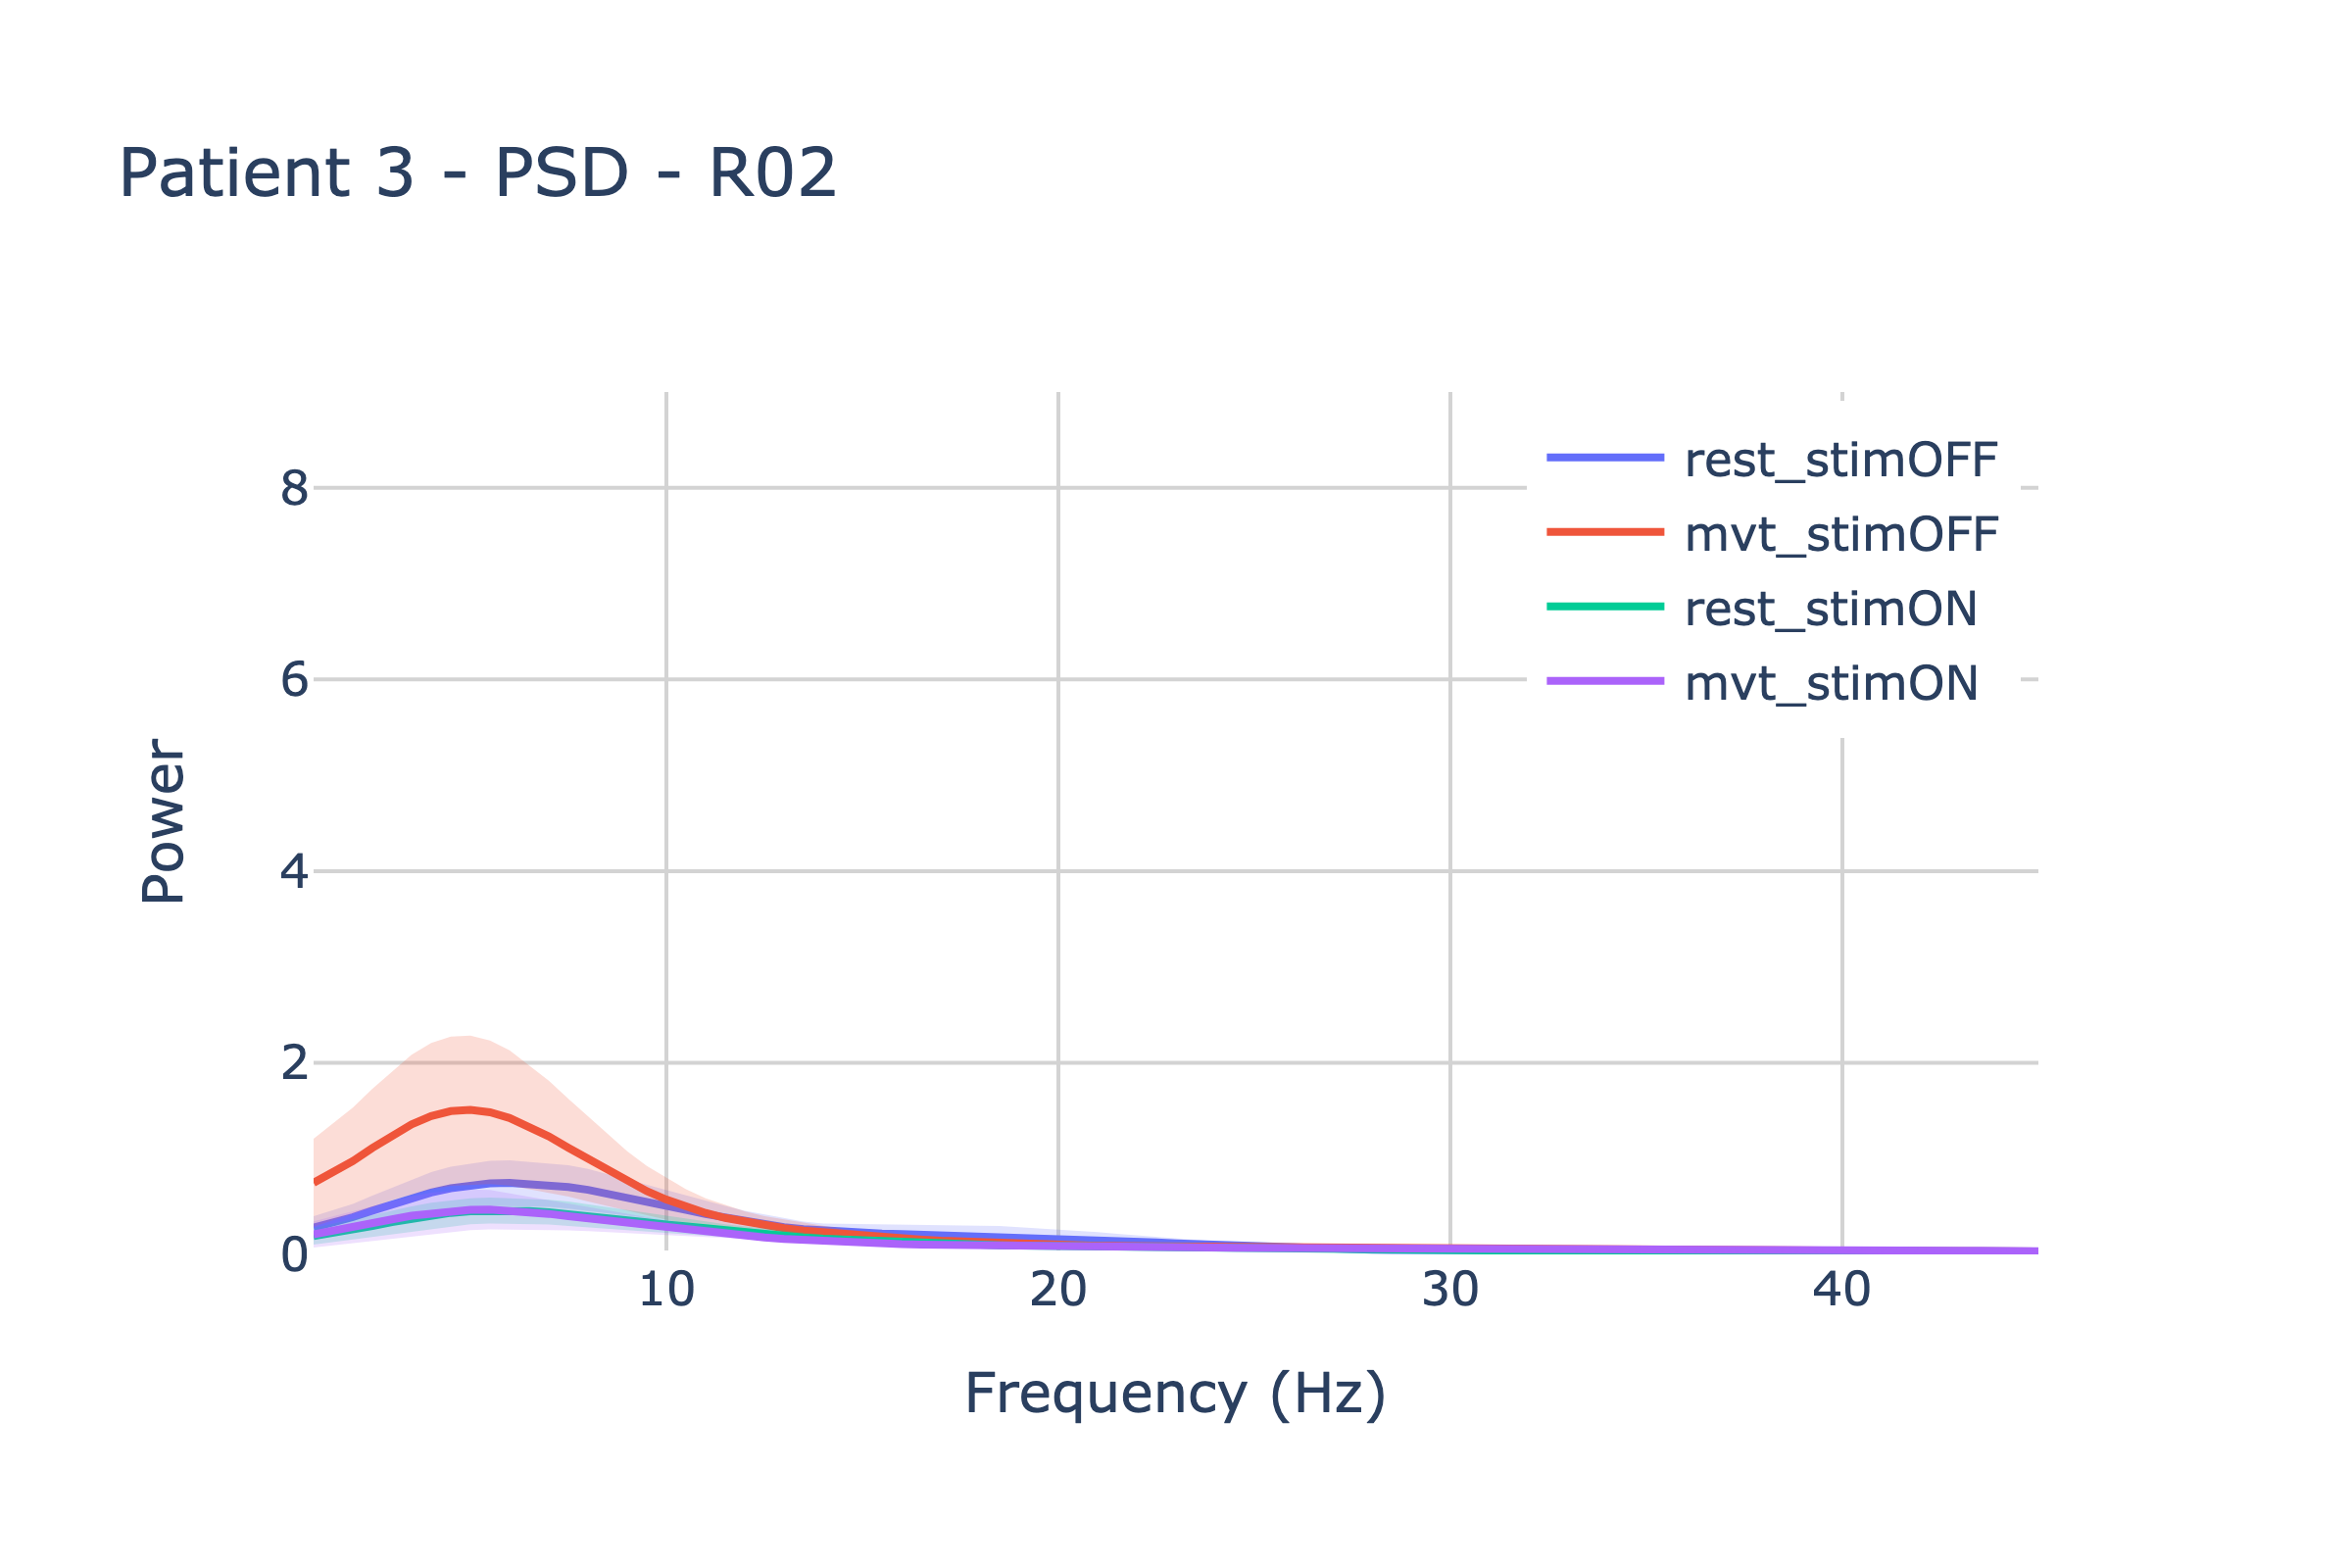 Patient 3 - PSD - R02
rest_stimOFF
mvt_stimOFF
rest_stimON
mvt_stimON
8
6
4
2
0
Power
10 20 30 40
Frequency (Hz)